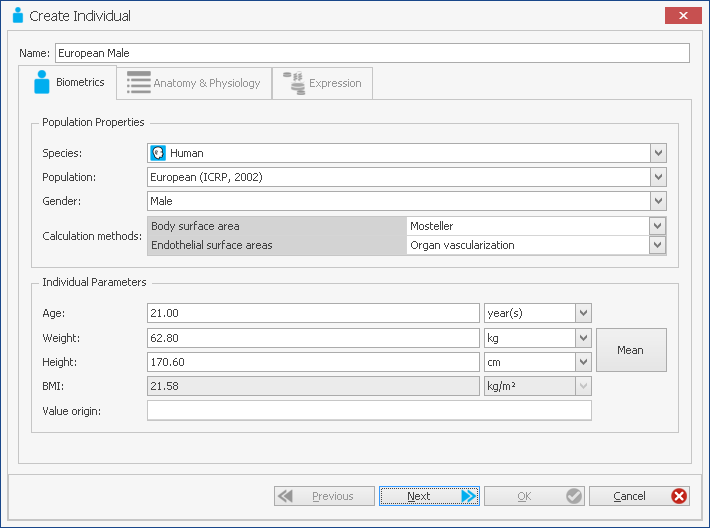 Create Individual
Name: European Male
Biometrics Anatomy & Physiology Expression
Population Properties
Species: Human
Population: European (ICRP, 2002)
Gender: Male
Calculation methods:
Body surface area Mosteller
Endothelial surface areas Organ vascularization
Individual Parameters
Age: 21.00 year(s)
Weight: 62.80 kg
Mean
Height: 170.60 cm
BMI: 21.58 kg/m²
Value origin:
Previous Next OK Cancel